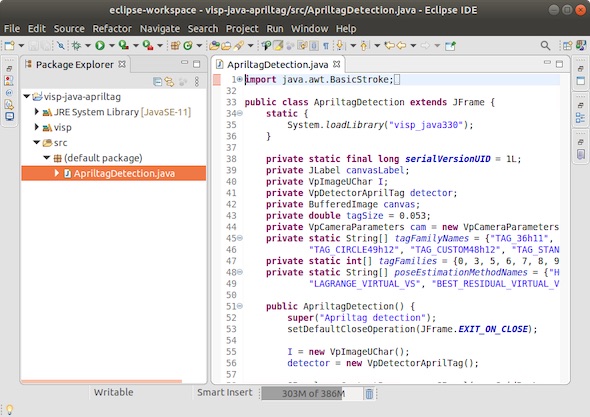 eclipse-workspace - visp-java-apriltag/src/AprilTagDetection.java - Eclipse IDE
File Edit Source Refactor Navigate Search Project Run Window Help
Package Explorer
visp-java-apriltag
JRE System Library [JavaSE-11]
visp
src
(default package)
AprilTagDetection.java
AprilTagDetection.java
1 import java.awt.BasicStroke;
32
33 public class AprilTagDetection extends JFrame {
34 static {
35 System.loadLibrary("visp_java330");
36 }
37
38 private static final long serialVersionUID = 1L;
39 private JLabel canvasLabel;
40 private VpImageUChar I;
41 private VpDetectorAprilTag detector;
42 private BufferedImage canvas;
43 private double tagSize = 0.053;
44 private VpCameraParameters cam = new VpCameraParameters
45 private static String[] tagFamilyNames = {"TAG_36h11",
46 "TAG_CIRCLE49h12", "TAG_CUSTOM48h12", "TAG_STAN
47 private static int[] tagFamilies = {0, 3, 5, 6, 7, 8, 9
48 private static String[] poseEstimationMethodNames = {"H
49 "LAGRANGE_VIRTUAL_VS", "BEST_RESIDUAL_VIRTUAL_V
50
51 public AprilTagDetection() {
52 super("Apriltag detection");
53 setDefaultCloseOperation(JFrame.EXIT_ON_CLOSE);
54
55 I = new VpImageUChar();
56 detector = new VpDetectorAprilTag();
57
Writable
Smart Insert
303M of 386M